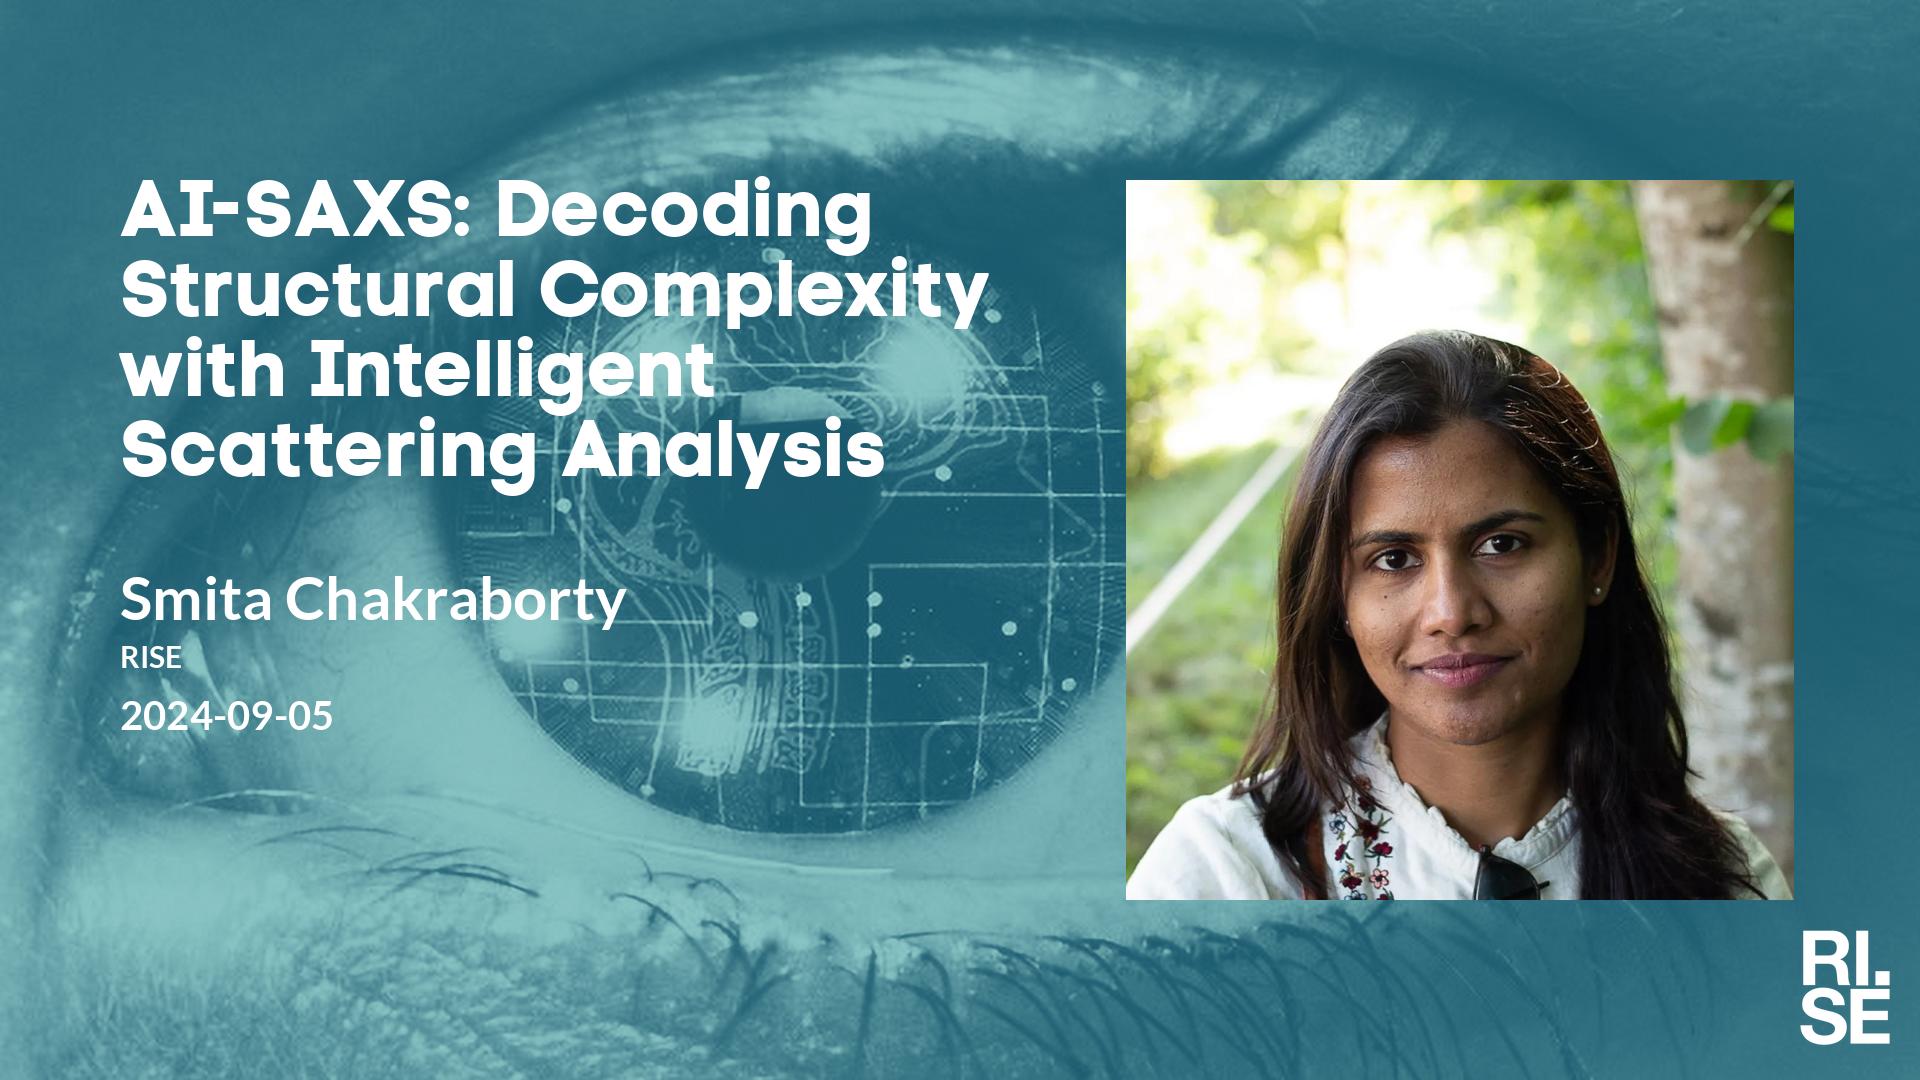 AI-SAXS: Decoding
Structural Complexity
with Intelligent
Scattering Analysis
Smita Chakraborty
RISE
2024-09-05
RI.
SE